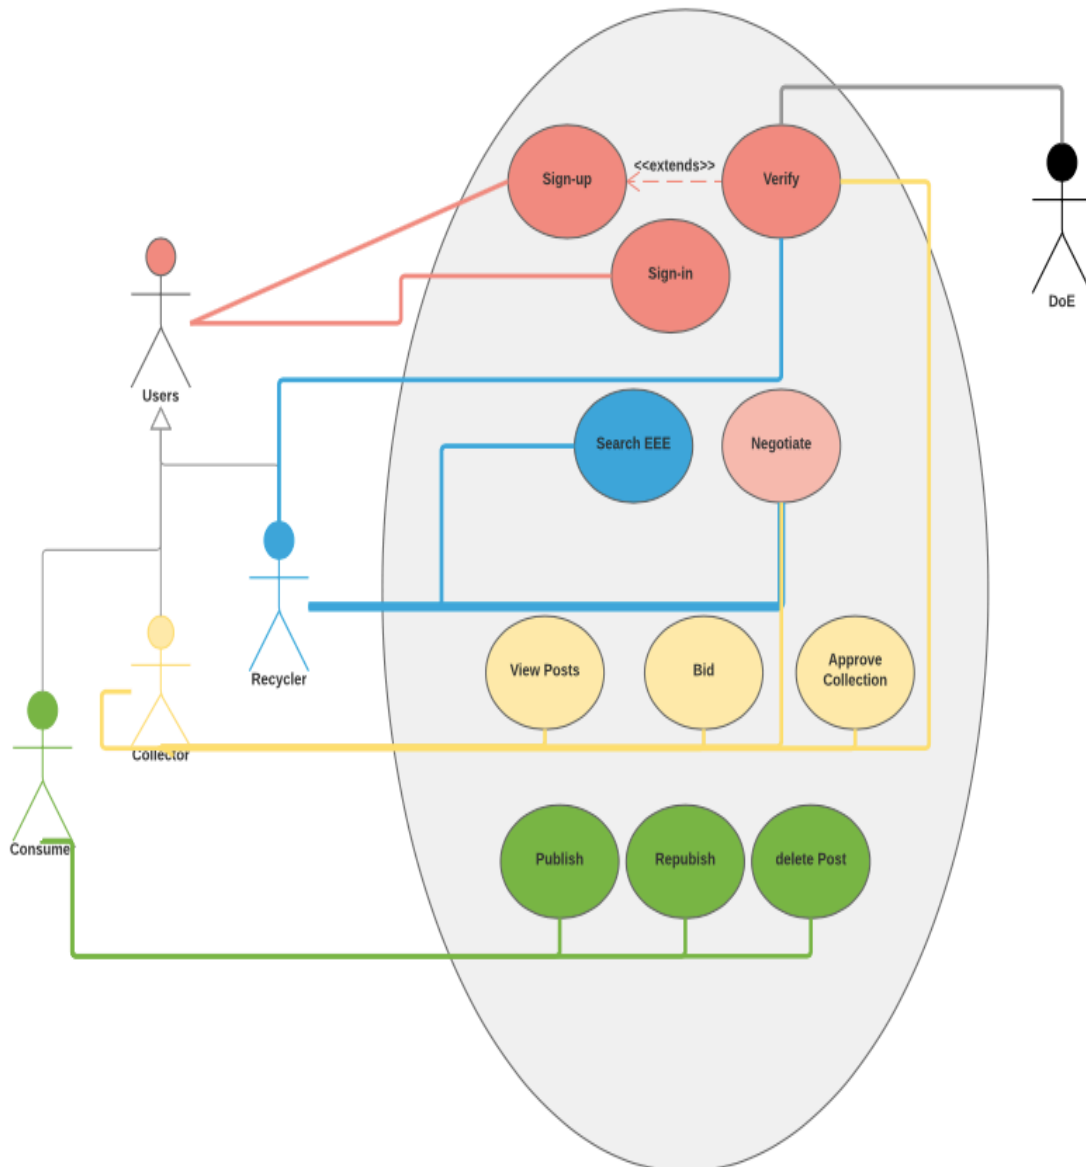 <<extends>>
Sign-up
Verify
Sign-in
DoE
Users
Search EEE
Negotiate
View Posts
Bid
Approve
Collection
Recycler
Collector
Consume
Publish
Repubish
delete Post